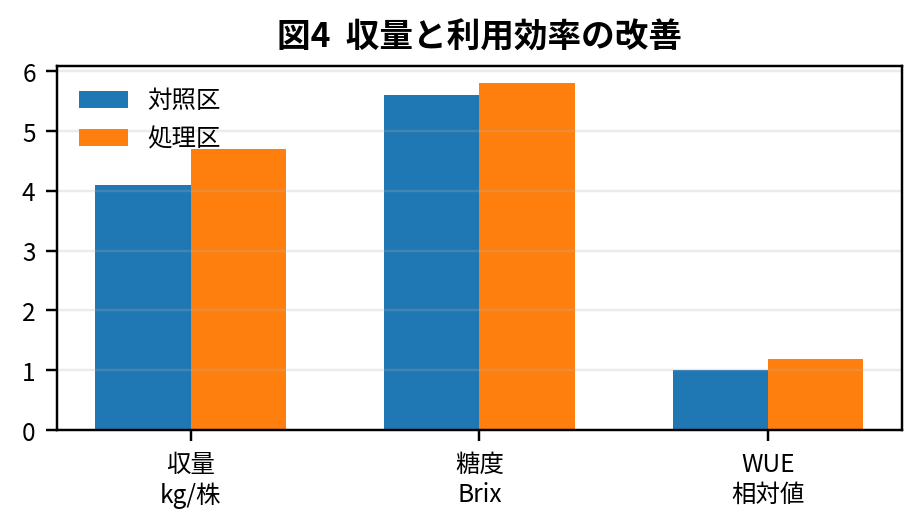 図4 収量と利用効率の改善
対照区
処理区
6
5
4
3
2
1
0
収量
kg/株
糖度
Brix
WUE
相対値